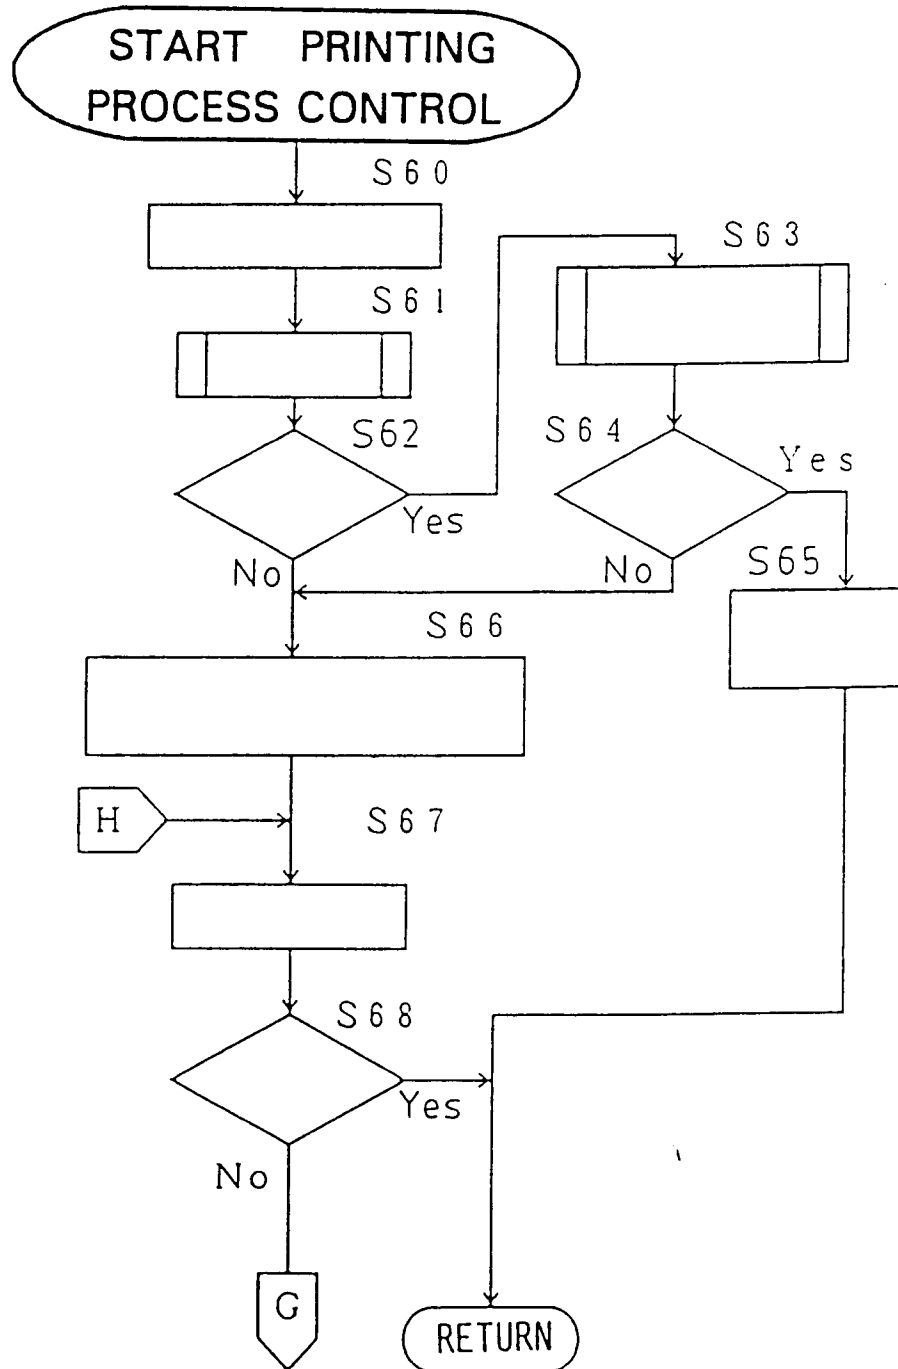 START PRINTING
PROCESS CONTROL
S60
S63
S61
S62
S64
Yes
Yes
No
No
S65
S66
H
S67
S68
Yes
No
G
RETURN